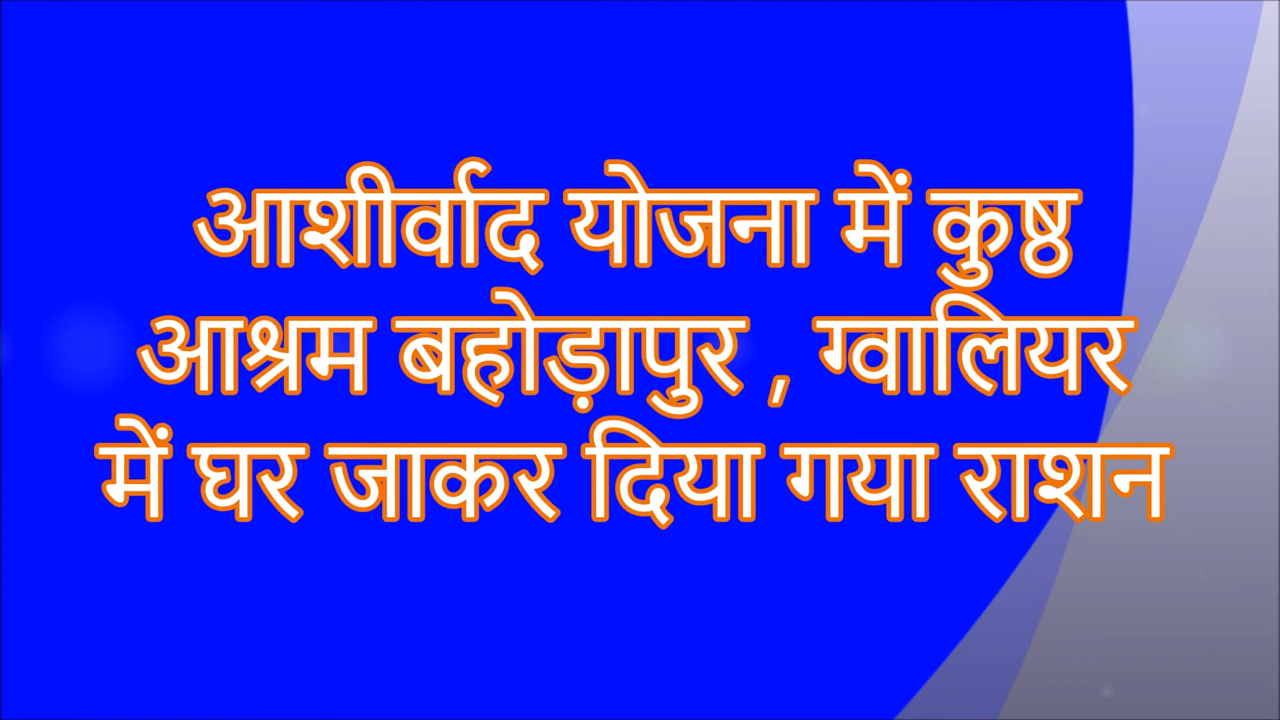 आशीर्वाद योजना में कुष्ठ
आश्रम बहोड़ापुर , ग्वालियर
में घर जाकर दिया गया राशन